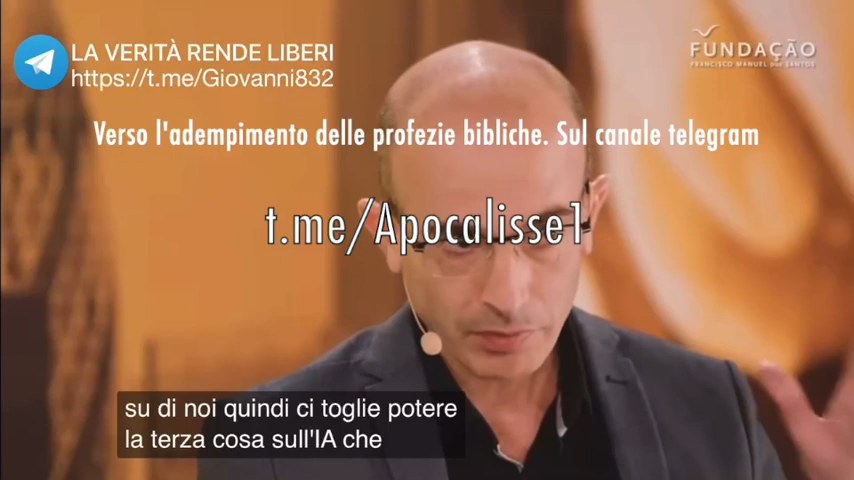 LA VERITÀ RENDE LIBERI
https://t.me/Giovanni832
FUNDAÇÃO
FRANCISCO MANUEL DOS SANTOS
Verso l'adempimento delle profezie bibliche. Sul canale telegram
t.me/Apocalisse1
su di noi quindi ci toglie potere
la terza cosa sull'IA che